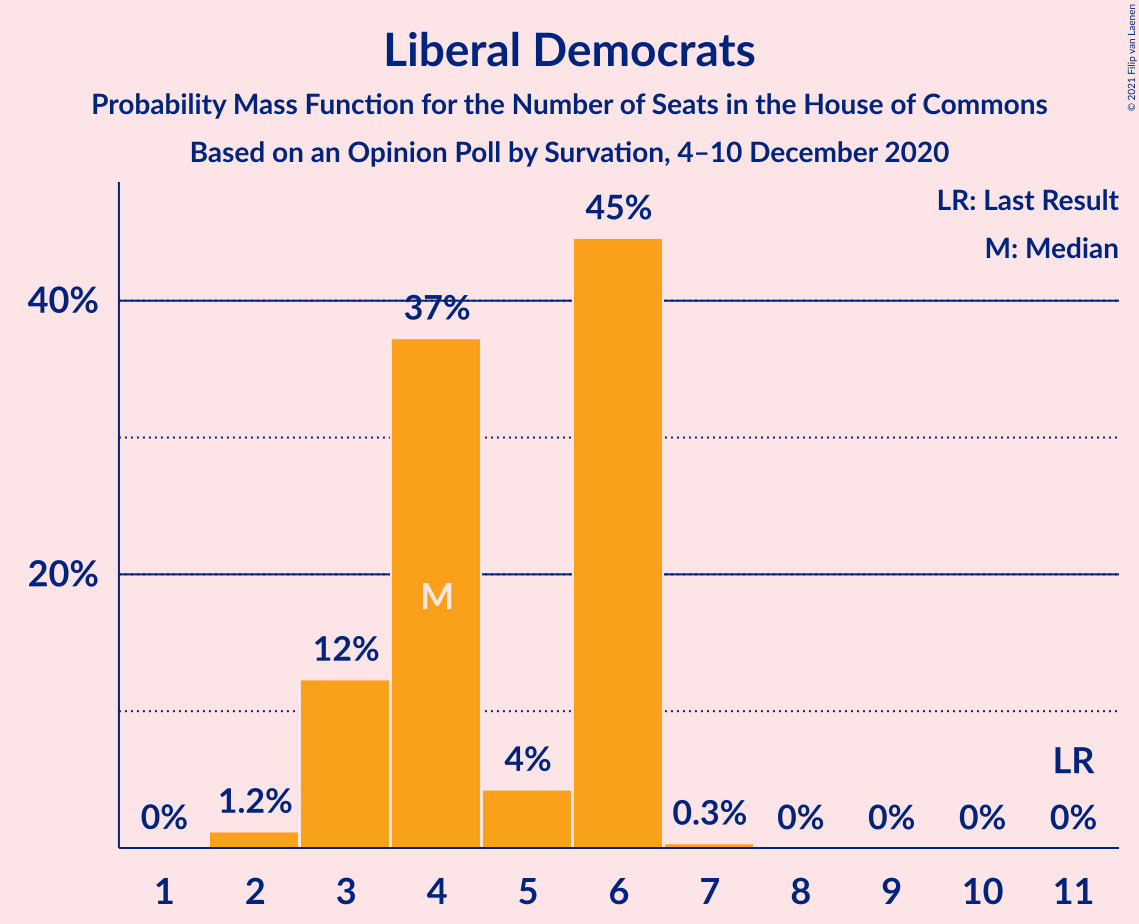 Liberal Democrats
Probability Mass Function for the Number of Seats in the House of Commons
Based on an Opinion Poll by Survation, 4–10 December 2020
© 2021 Filip van Laenen
LR: Last Result
M: Median
45%
40%
37%
20%
M
12%
4%
LR
0%
1.2%
0.3%
0%
0%
0%
0%
1 2 3 4 5 6 7 8 9 10 11